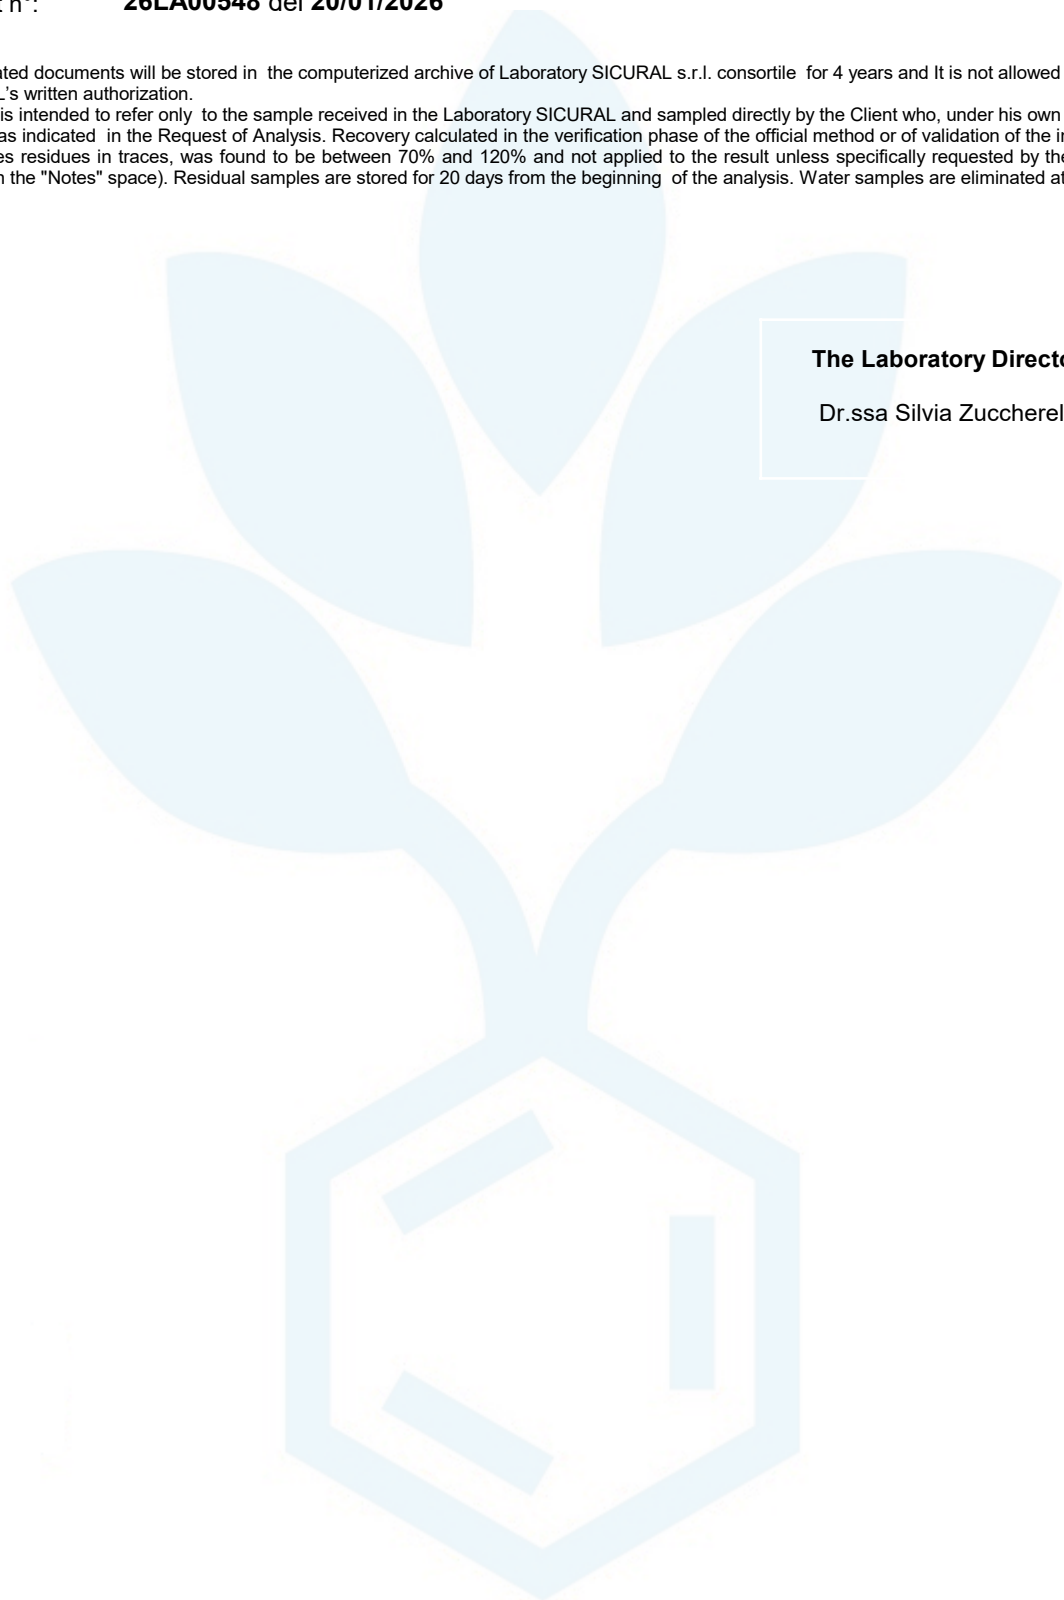 t n°: 26LA00548 del 20/01/2026
ated documents will be stored in the computerized archive of Laboratory SICURAL s.r.l. consortile for 4 years and It is not allowed
L's written authorization.
is intended to refer only to the sample received in the Laboratory SICURAL and sampled directly by the Client who, under his own
as indicated in the Request of Analysis. Recovery calculated in the verification phase of the official method or of validation of the i
es residues in traces, was found to be between 70% and 120% and not applied to the result unless specifically requested by the
n the "Notes" space). Residual samples are stored for 20 days from the beginning of the analysis. Water samples are eliminated at
The Laboratory Directo
Dr.ssa Silvia Zuccherel